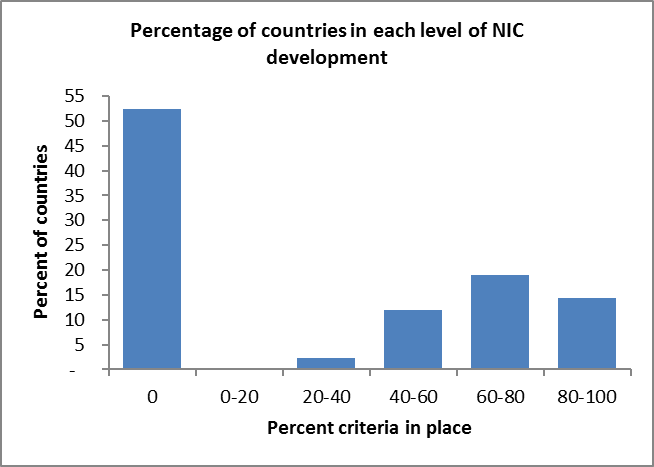 Percentage of countries in each level of NIC
development
Percent of countries
55
50
45
40
35
30
25
20
15
10
5
-
0 0-20 20-40 40-60 60-80 80-100
Percent criteria in place